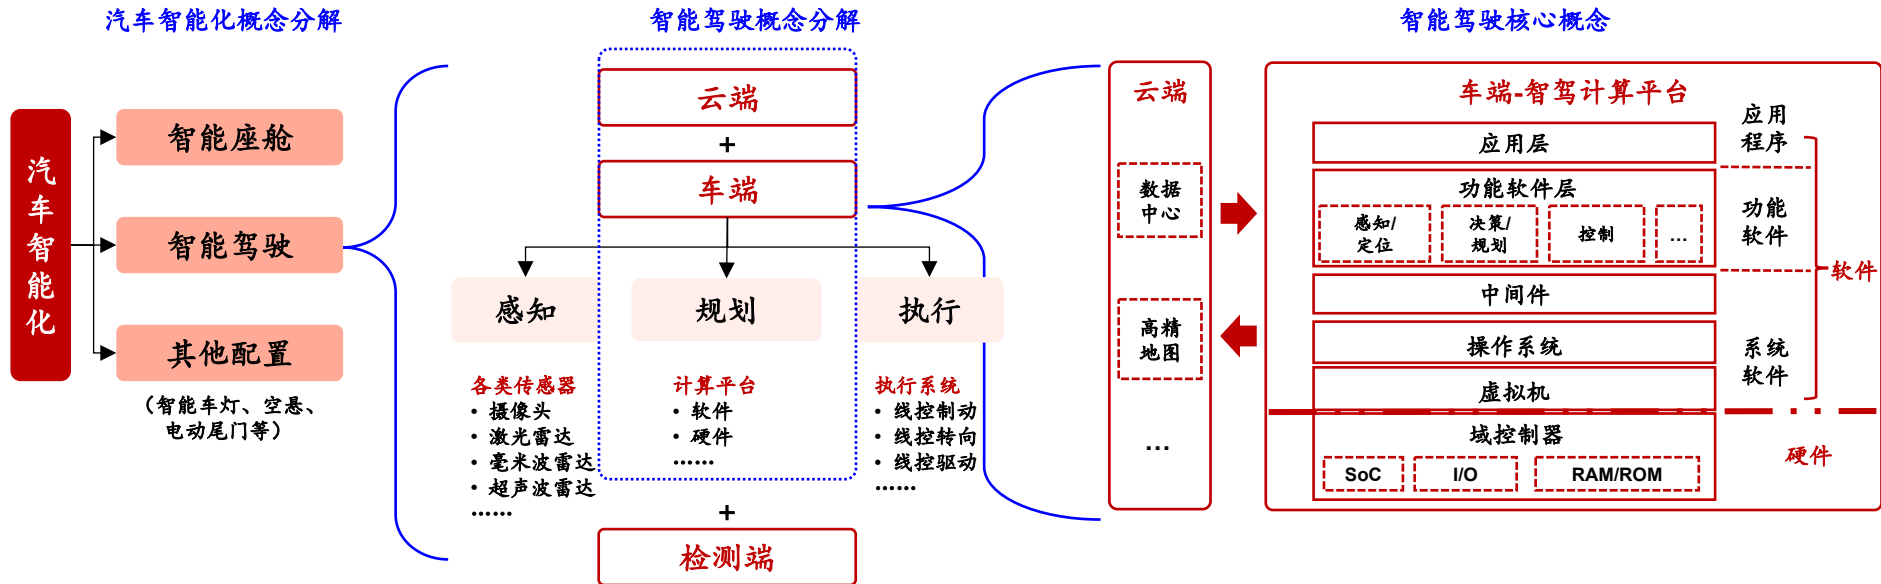 汽车智能化概念分解
智能驾驶概念分解
智能驾驶核心概念
汽车智能化
智能座舱
智能驾驶
其他配置
（智能车灯、空悬、
电动尾门等）
云端
+
车端
感知
规划
执行
各类传感器
• 摄像头
• 激光雷达
• 毫米波雷达
• 超声波雷达
……
计算平台
• 软件
• 硬件
……
执行系统
• 线控制动
• 线控转向
• 线控驱动
……
+
检测端
云端
数据
中心
高精
地图
…
车端-智驾计算平台
应用层
功能软件层
感知/
定位
决策/
规划
控制
…
中间件
操作系统
虚拟机
域控制器
SoC
I/O
RAM/ROM
应用
程序
功能
软件
系统
软件
软件
硬件